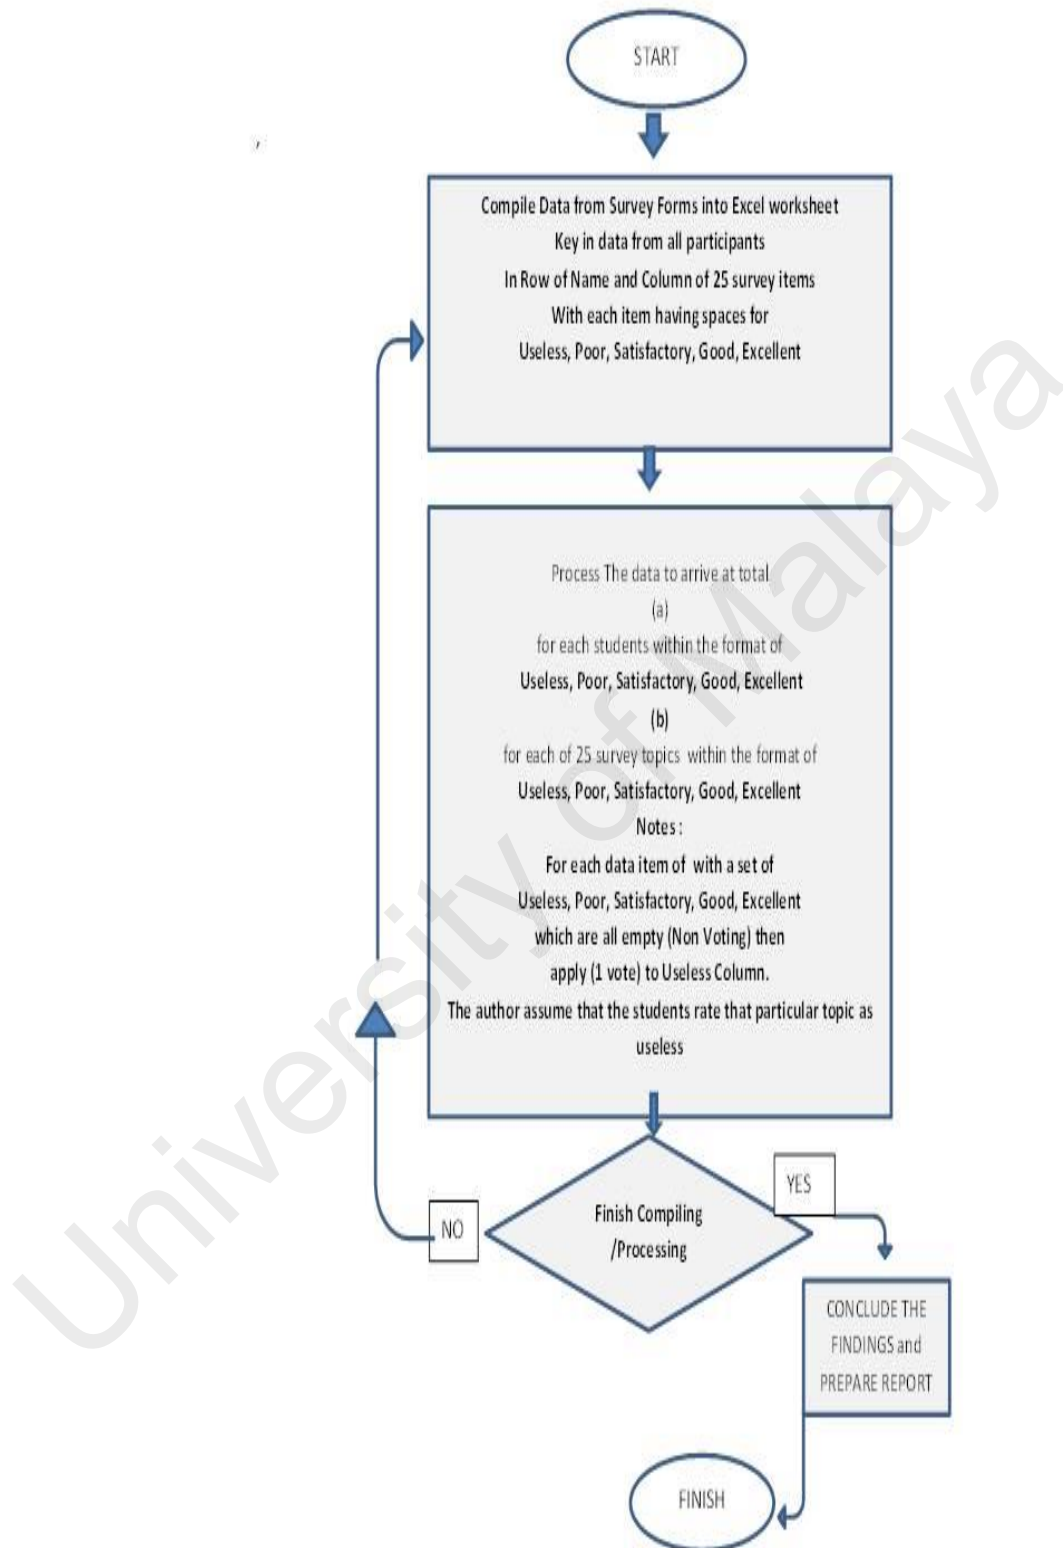 START
Compile Data from Survey Forms into Excel worksheet
Key in data from all participants
In Row of Name and Column of 25 survey items
With each item having spaces for
Useless, Poor, Satisfactory, Good, Excellent
Process The data to arrive at total
(a)
for each students within the format of
Useless, Poor, Satisfactory, Good, Excellent
(b)
for each of 25 survey topics within the format of
Useless, Poor, Satisfactory, Good, Excellent
Notes :
For each data item of with a set of
Useless, Poor, Satisfactory, Good, Excellent
which are all empty (Non Voting) then
apply (1 vote) to Useless Column.
The author assume that the students rate that particular topic as
useless
YES
NO
Finish Compiling
/Processing
CONCLUDE THE
FINDINGS and
PREPARE REPORT
FINISH
University of Malaya